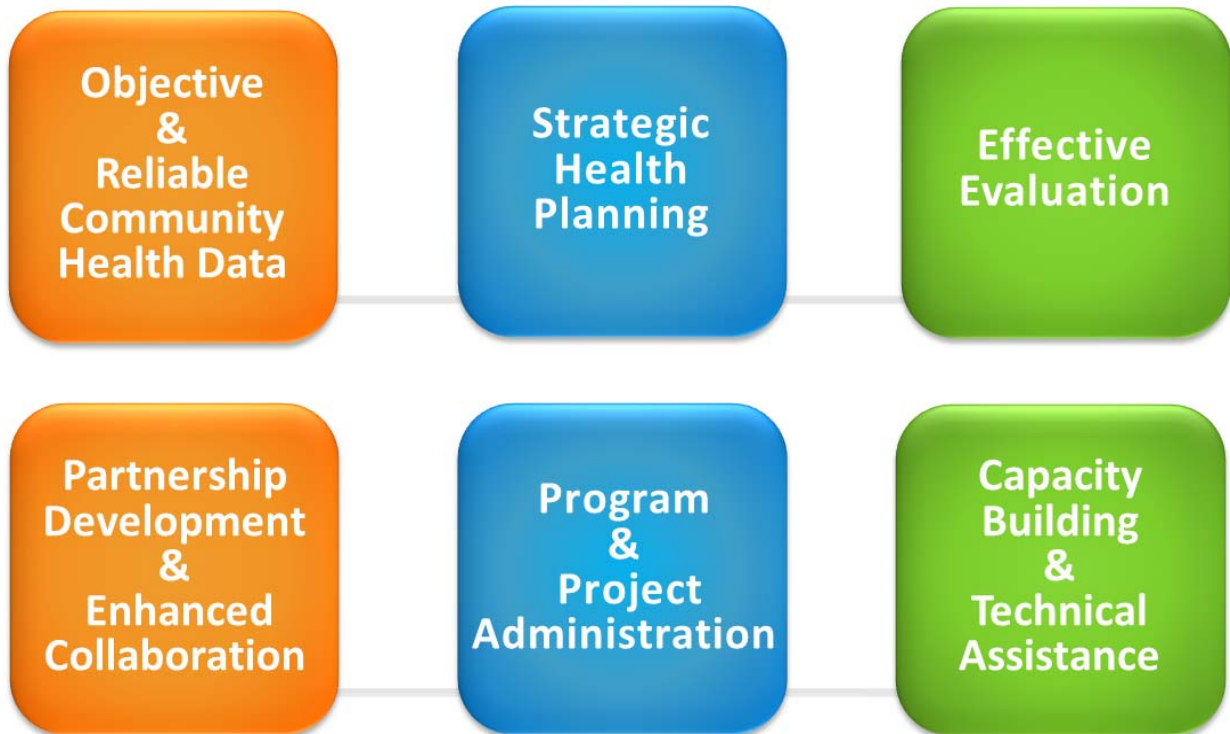 Objective
&
Reliable
Community
Health Data
Strategic
Health
Planning
Effective
Evaluation
Partnership
Development
&
Enhanced
Collaboration
Program
&
Project
Administration
Capacity
Building
&
Technical
Assistance